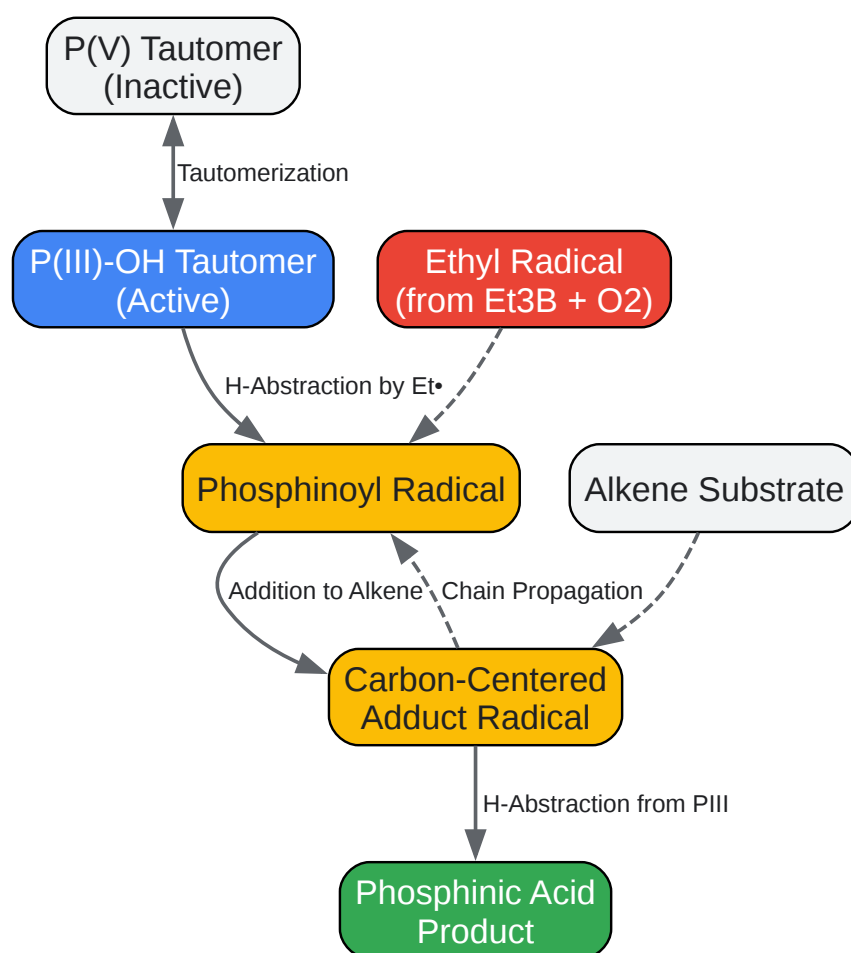 P(V) Tautomer
(Inactive)
Tautomerization
P(III)-OH Tautomer
(Active)
Ethyl Radical
(from Et3B + O2)
H-Abstraction by Et•
Phosphinoyl Radical
Alkene Substrate
Addition to Alkene
Chain Propagation
Carbon-Centered
Adduct Radical
H-Abstraction from PIII
Phosphinic Acid
Product